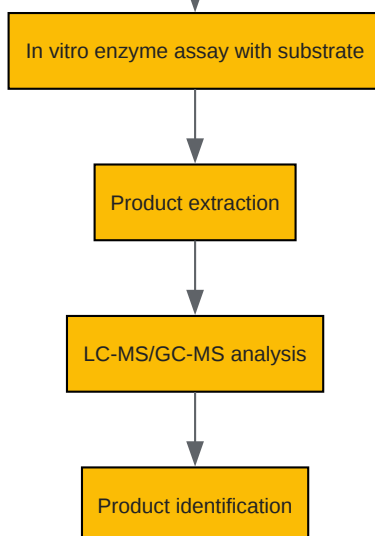 In vitro enzyme assay with substrate
Product extraction
LC-MS/GC-MS analysis
Product identification